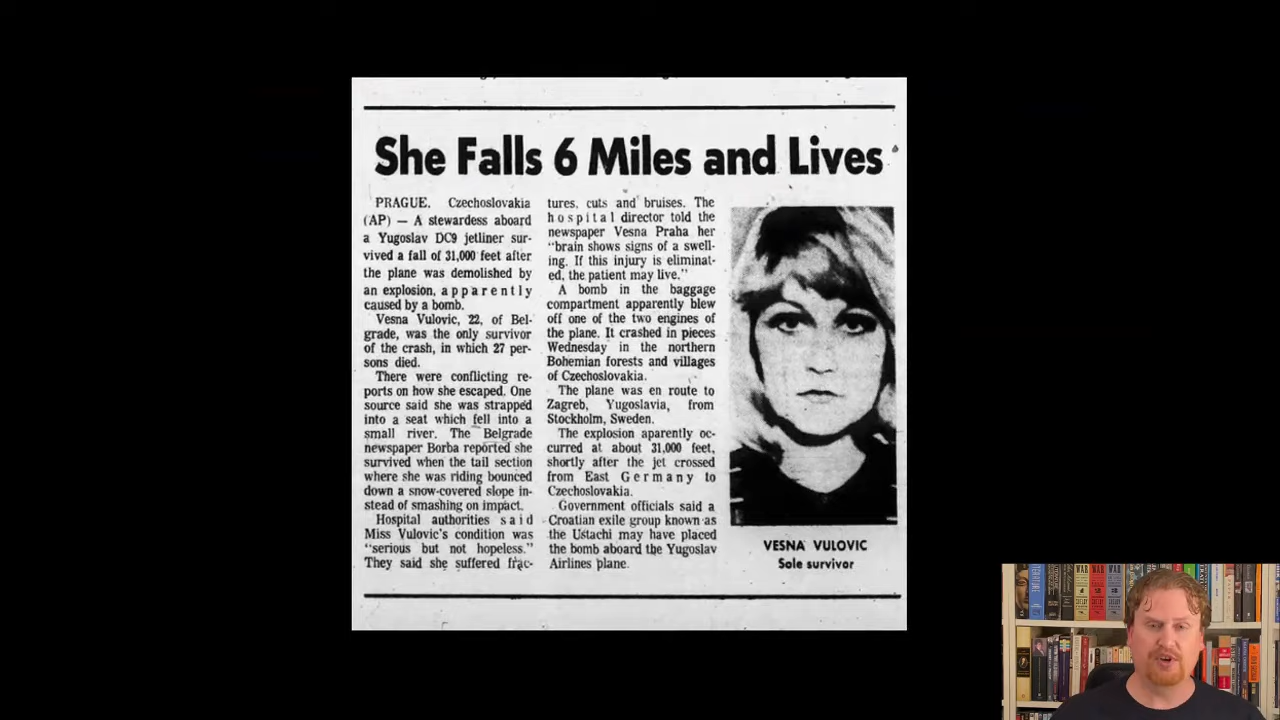 She Falls 6 Miles and Lives
PRAGUE. Czechoslovakia
(AP) — A stewardess aboard
a Yugoslav DC9 jetliner sur-
vived a fall of 31,000 feet after
the plane was demolished by
an explosion, apparently
caused by a bomb.
Vesna Vulovic, 22, of Bel-
grade, was the only survivor
of the crash, in which 27 per-
sons died.
There were conflicting re-
ports on how she escaped. One
source said she was strapped
into a seat which fell into a
small river. The Belgrade
newspaper Borba reported she
survived when the tail section
where she was riding bounced
down a snow-covered slope in-
stead of smashing on impact.
Hospital authorities said
Miss Vulovic's condition was
"serious but not hopeless."
They said she suffered frac-
tures, cuts and bruises. The
hospital director told the
newspaper Vesna Praha her
"brain shows signs of a swell-
ing. If this injury is eliminat-
ed, the patient may live."
A bomb in the baggage
compartment apparently blew
off one of the two engines of
the plane. It crashed in pieces
Wednesday in the northern
Bohemian forests and villages
of Czechoslovakia.
The plane was en route to
Zagreb, Yugoslavia, from
Stockholm, Sweden.
The explosion aparently oc-
curred at about 31,000 feet,
shortly after the jet crossed
from East Germany to
Czechoslovakia.
Government officials said a
Croatian exile group known as
the Ustachi may have placed
the bomb aboard the Yugoslav
Airlines plane.
VESNA VULOVIC
Sole survivor
WAR
WAR
WAR